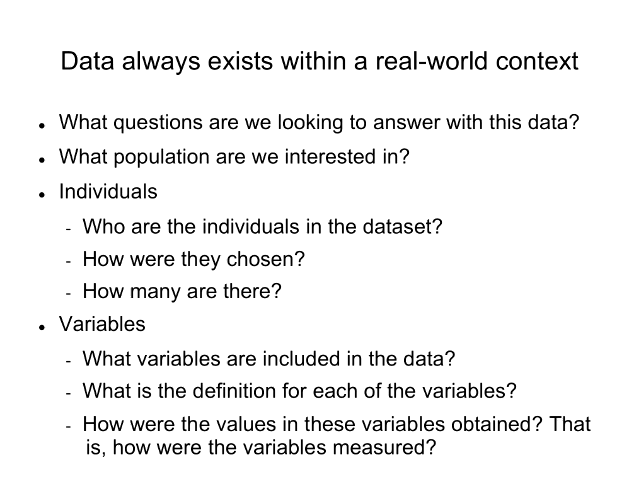 Data always exists within a real-world context
● What questions are we looking to answer with this data?
● What population are we interested in?
● Individuals
- Who are the individuals in the dataset?
- How were they chosen?
- How many are there?
● Variables
- What variables are included in the data?
- What is the definition for each of the variables?
- How were the values in these variables obtained? That
is, how were the variables measured?